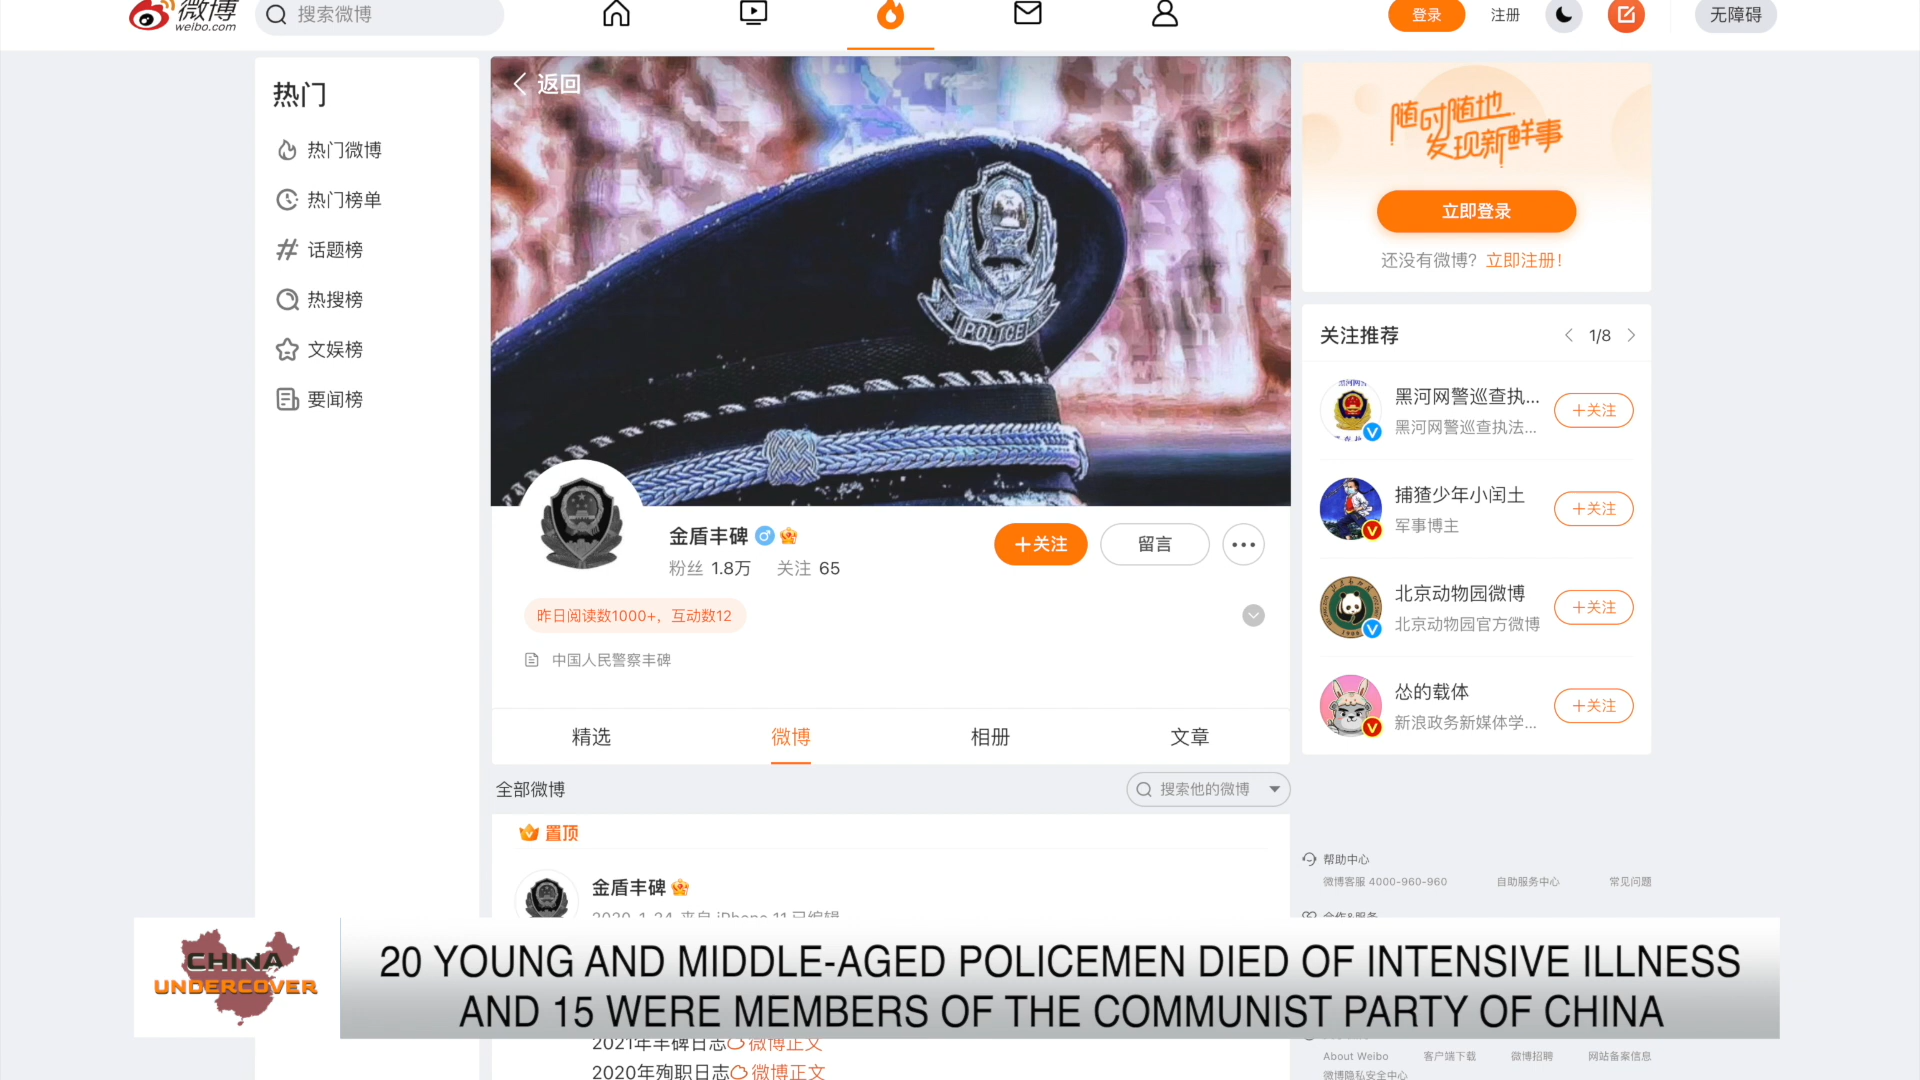 微博
weibo.com
搜索微博
登录
注册
无障碍
热门
热门微博
热门榜单
话题榜
热搜榜
文娱榜
要闻榜
返回
POLICE
金盾丰碑
粉丝 1.8万 关注 65
+关注
留言
昨日阅读数1000+，互动数12
中国人民警察丰碑
精选
微博
相册
文章
全部微博
搜索他的微博
置顶
金盾丰碑
2020-1-24 来自 iPhone 11 已编辑
2021年丰碑日志 微博正文
2020年殉职日志 微博正文
随时随地
发现新鲜事
立即登录
还没有微博？立即注册！
关注推荐
1/8
黑河网警巡查执...
黑河网警巡查执法...
+关注
捕猹少年小闰土
军事博主
+关注
北京动物园微博
北京动物园官方微博
+关注
怂的载体
新浪政务新媒体学...
+关注
帮助中心
微博客服 4000-960-960 自助服务中心 常见问题
合作&服务
About Weibo 客户端下载 微博招聘 网站备案信息
微博隐私安全中心
CHINA
UNDERCOVER
20 YOUNG AND MIDDLE-AGED POLICEMEN DIED OF INTENSIVE ILLNESS
AND 15 WERE MEMBERS OF THE COMMUNIST PARTY OF CHINA